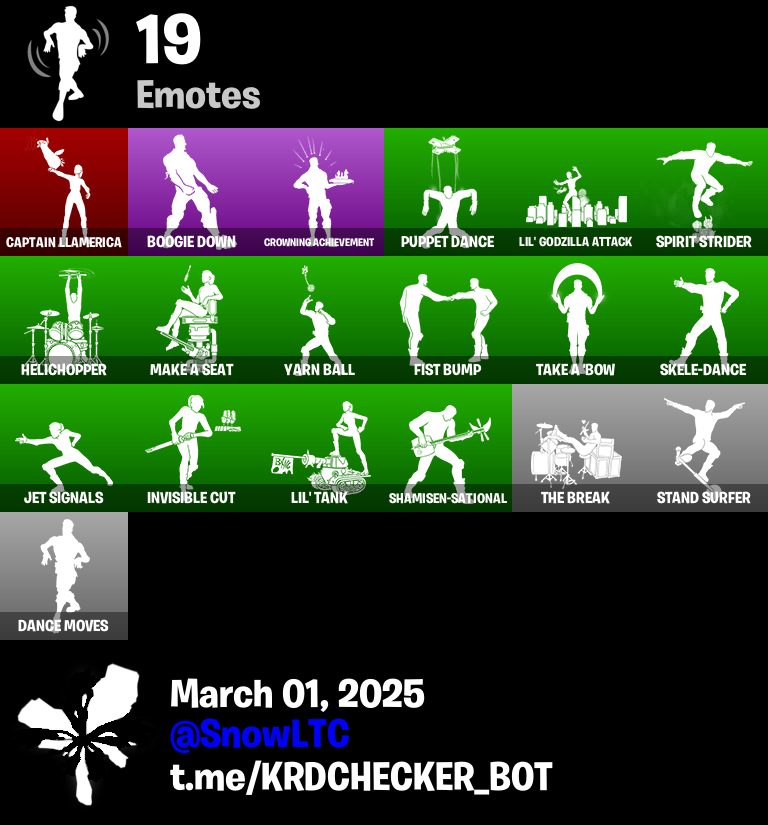 19
Emotes
CAPTAIN LLAMERICA
BOOGIE DOWN
CROWNING ACHIEVEMENT
PUPPET DANCE
LIL' GODZILLA ATTACK
SPIRIT STRIDER
HELICHOPPER
MAKE A SEAT
YARN BALL
FIST BUMP
TAKE A 'BOW
SKELE-DANCE
JET SIGNALS
INVISIBLE CUT
LIL' TANK
SHAMISEN-SATIONAL
THE BREAK
STAND SURFER
DANCE MOVES
March 01, 2025
@SnowLTC
t.me/KRDCHECKER_BOT